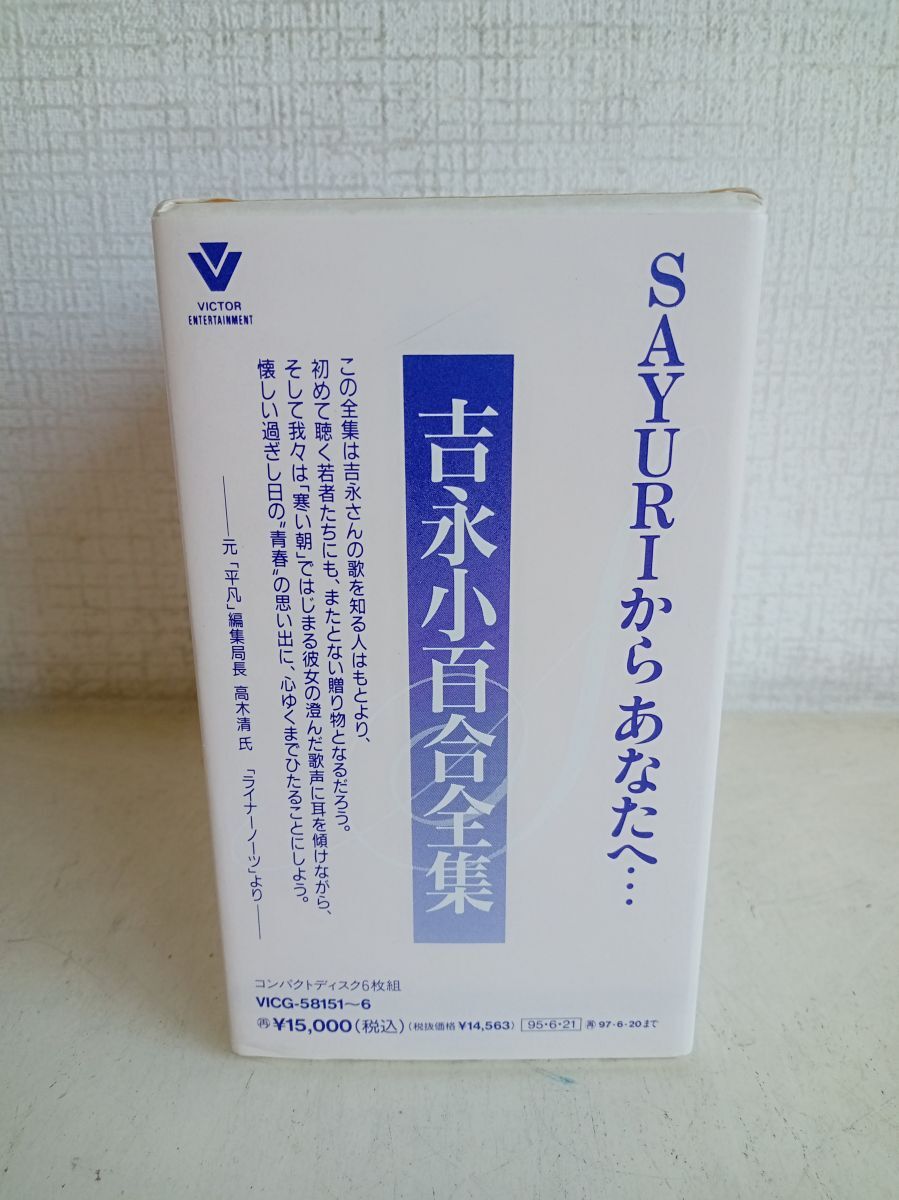 SAYURIから あなたへ…
吉永小百合全集
VICTOR
ENTERTAINMENT
この全集は吉永さんの歌を知る人はもとより、
初めて聴く若者たちにも、またとない贈り物となるだろう。
そして我々は「寒い朝」ではじまる彼女の澄んだ歌声に耳を傾けながら、
懐しい過ぎし日の"青春"の思い出に、心ゆくまでひたることにしよう。
——元「平凡」編集局長 高木清 氏 「ライナーノーツ」より——
コンパクトディスク6枚組
VICG-58151〜6
㊢¥15,000(税込)(税抜価格 ¥14,563) 95・6・21 再 97・6・20まで